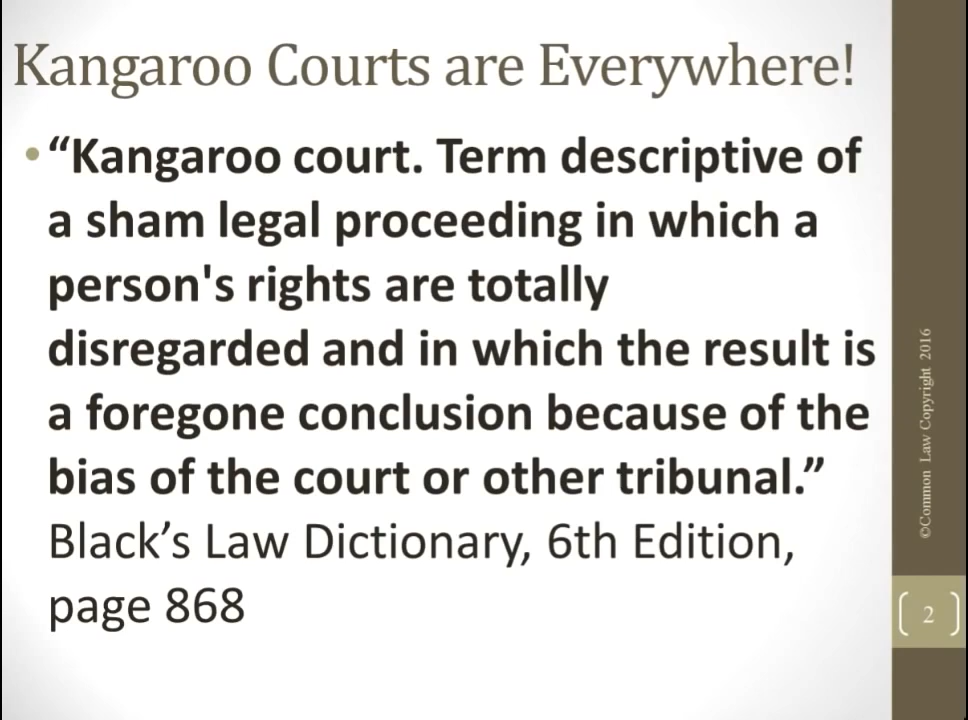 Kangaroo Courts are Everywhere!
• “Kangaroo court. Term descriptive of
a sham legal proceeding in which a
person's rights are totally
disregarded and in which the result is
a foregone conclusion because of the
bias of the court or other tribunal.”
Black’s Law Dictionary, 6th Edition,
page 868
©Common Law Copyright 2016
2